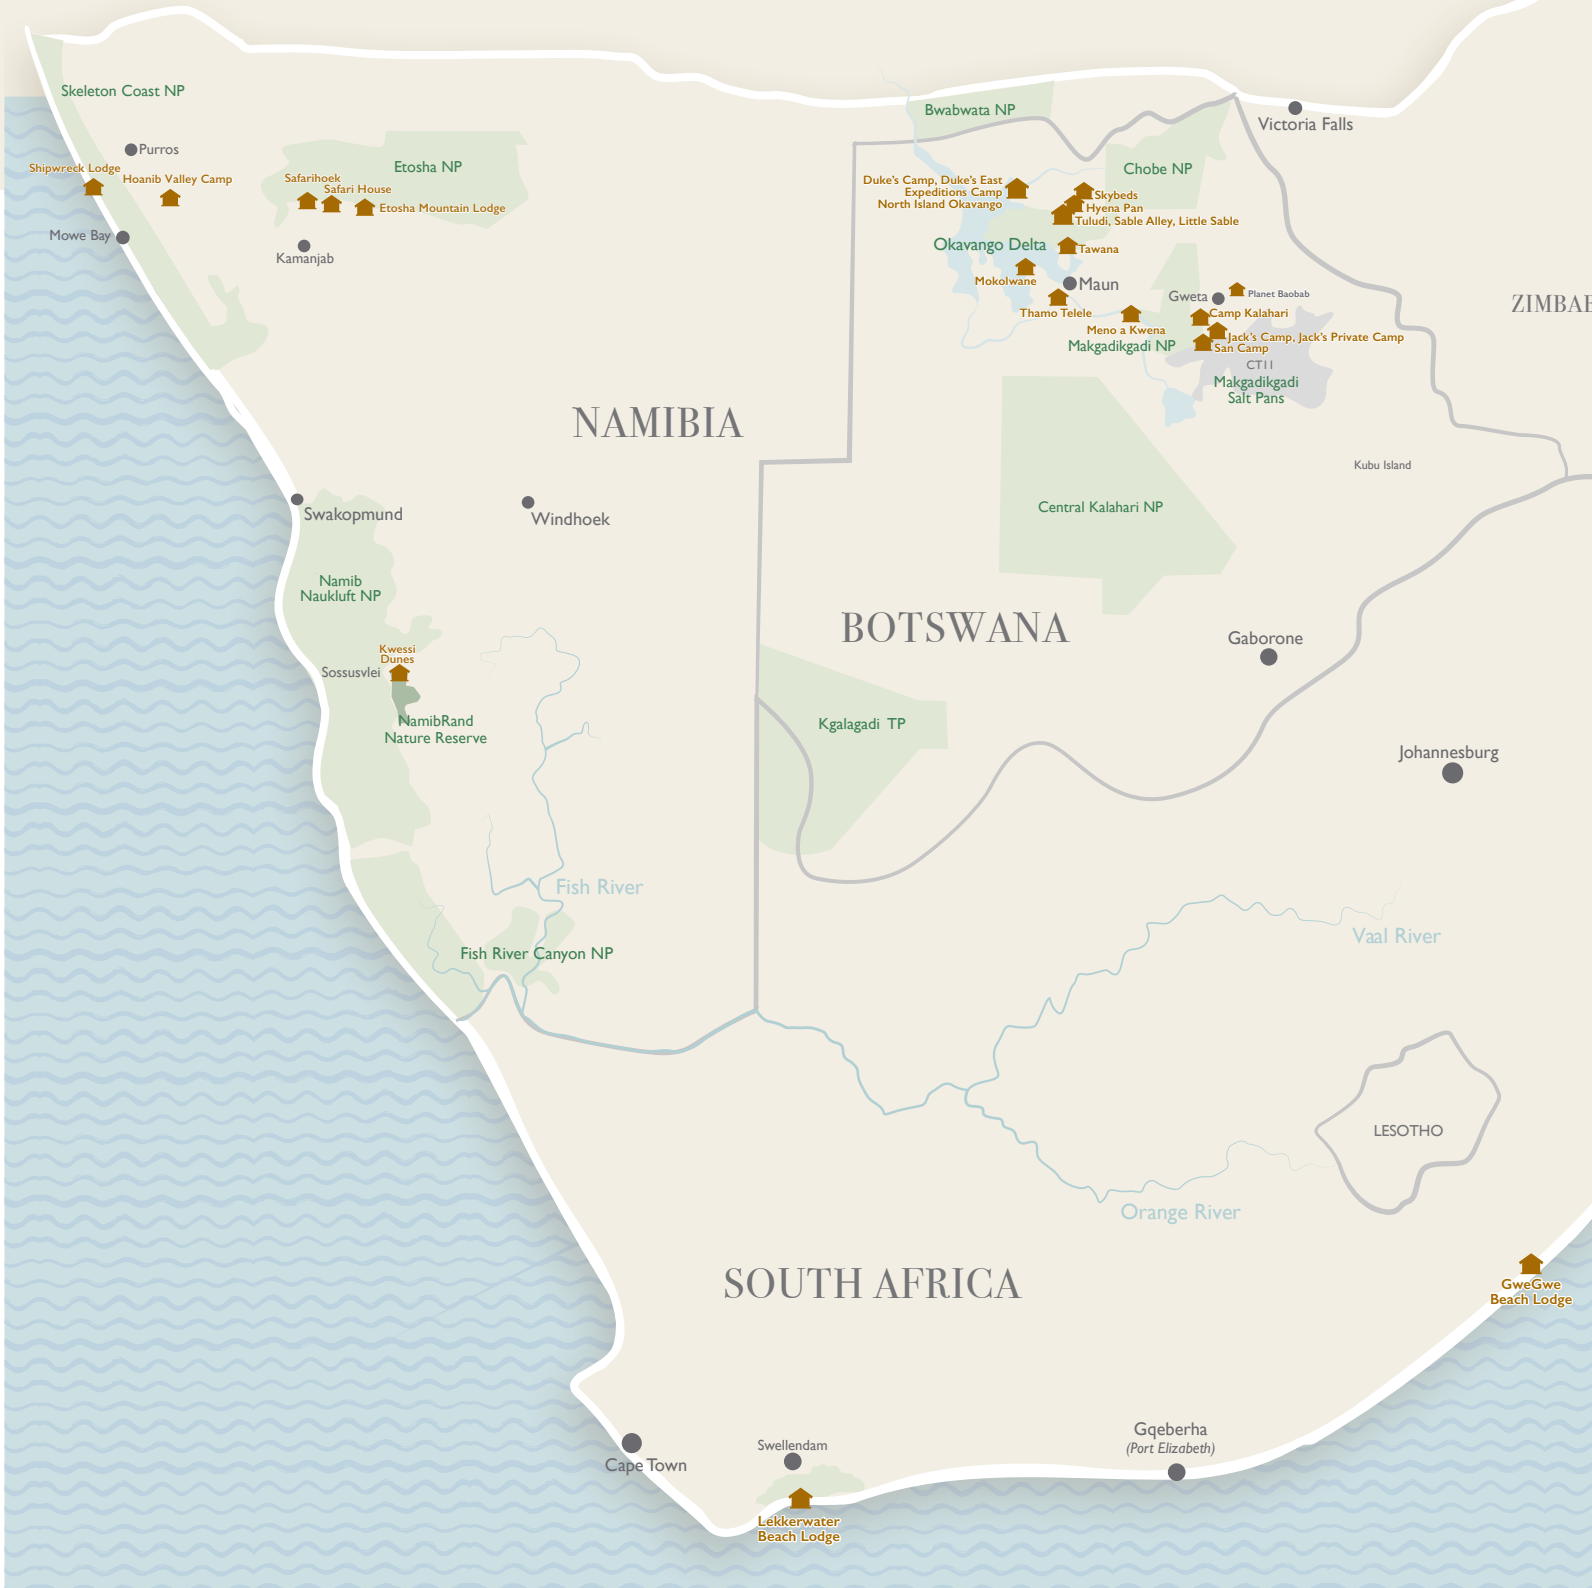 Skeleton Coast NP
Bwabwata NP
Victoria Falls
Purros
Etosha NP
Chobe NP
Shipwreck Lodge
Hoanib Valley Camp
Safarihoek
Safari House
Etosha Mountain Lodge
Duke's Camp, Duke's East
Expeditions Camp
North Island Okavango
Skybeds
Hyena Pan
Tuludi, Sable Alley, Little Sable
Mowe Bay
Kamanjab
Okavango Delta
Tawana
Mokolwane
Maun
Gweta
Planet Baobab
ZIMBAB
Thamo Telele
Meno a Kwena
Camp Kalahari
Makgadikgadi NP
Jack's Camp, Jack's Private Camp
San Camp
CT11
Makgadikgadi
Salt Pans
NAMIBIA
Kubu Island
Swakopmund
Windhoek
Central Kalahari NP
Namib
Naukluft NP
BOTSWANA
Gaborone
Kwessi
Dunes
Sossusvlei
NamibRand
Nature Reserve
Kgalagadi TP
Johannesburg
Fish River
Vaal River
Fish River Canyon NP
LESOTHO
Orange River
SOUTH AFRICA
GweGwe
Beach Lodge
Gqeberha
(Port Elizabeth)
Swellendam
Cape Town
Lekkerwater
Beach Lodge